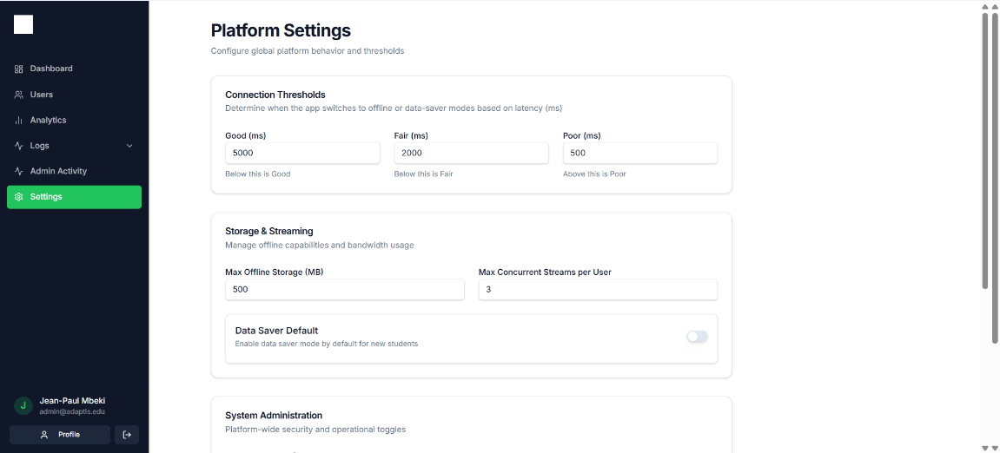 Platform Settings
Configure global platform behavior and thresholds
Dashboard
Users
Analytics
Logs
Admin Activity
Settings
Connection Thresholds
Determine when the app switches to offline or data-saver modes based on latency (ms)
Good (ms) Fair (ms) Poor (ms)
5000 2000 500
Below this is Good Below this is Fair Above this is Poor
Storage & Streaming
Manage offline capabilities and bandwidth usage
Max Offline Storage (MB) Max Concurrent Streams per User
500 3
Data Saver Default
Enable data saver mode by default for new students
System Administration
Platform-wide security and operational toggles
J
Jean-Paul Mbeki
admin@adaptis.edu
Profile